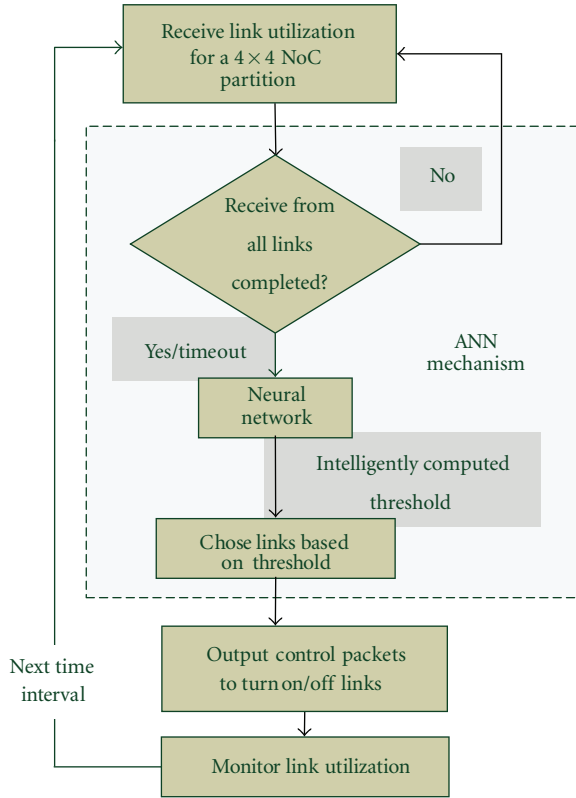 Receive link utilization
for a 4 × 4 NoC
partition
No
Receive from
all links
completed?
ANN
mechanism
Yes/timeout
Neural
network
Intelligently computed
threshold
Chose links based
on threshold
Output control packets
to turn on/off links
Next time
interval
Monitor link utilization